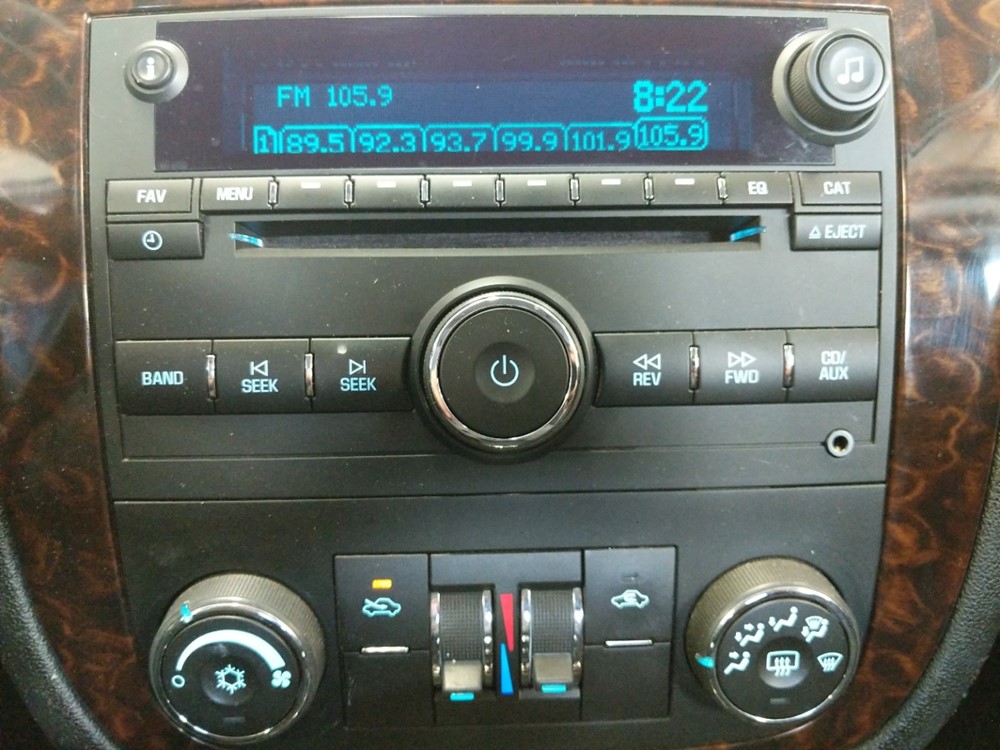 i
FM 105.9 8:22
1 89.5 92.3 93.7 99.9 101.9 105.9
FAV MENU EQ CAT
EJECT
BAND SEEK SEEK REV FWD CD/
AUX